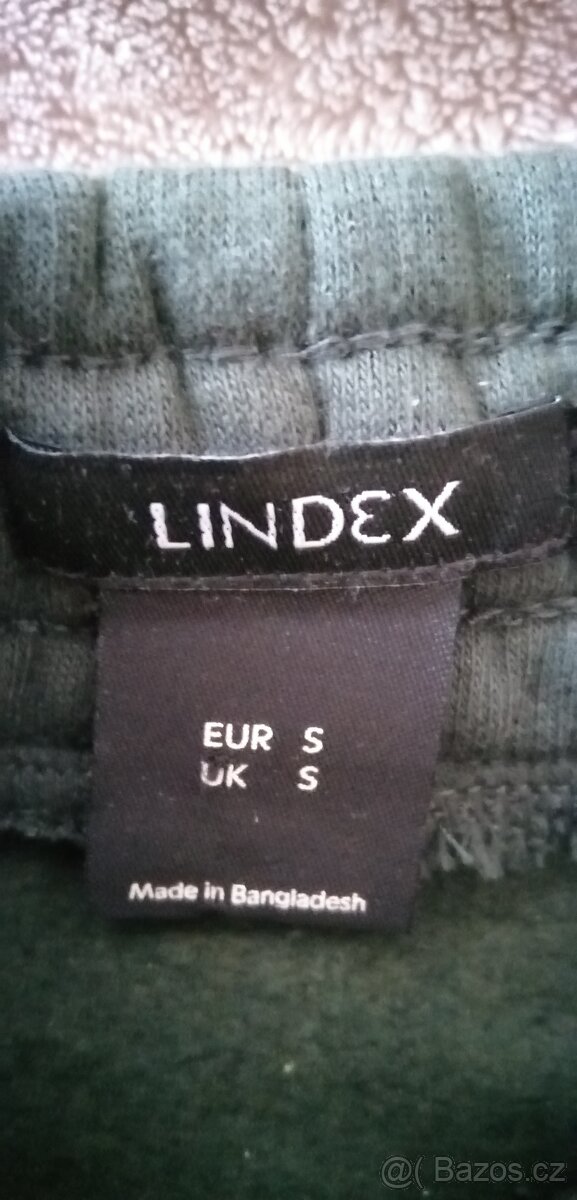 LINDEX
EUR S
UK S
Made in Bangladesh
@( Bazos.cz